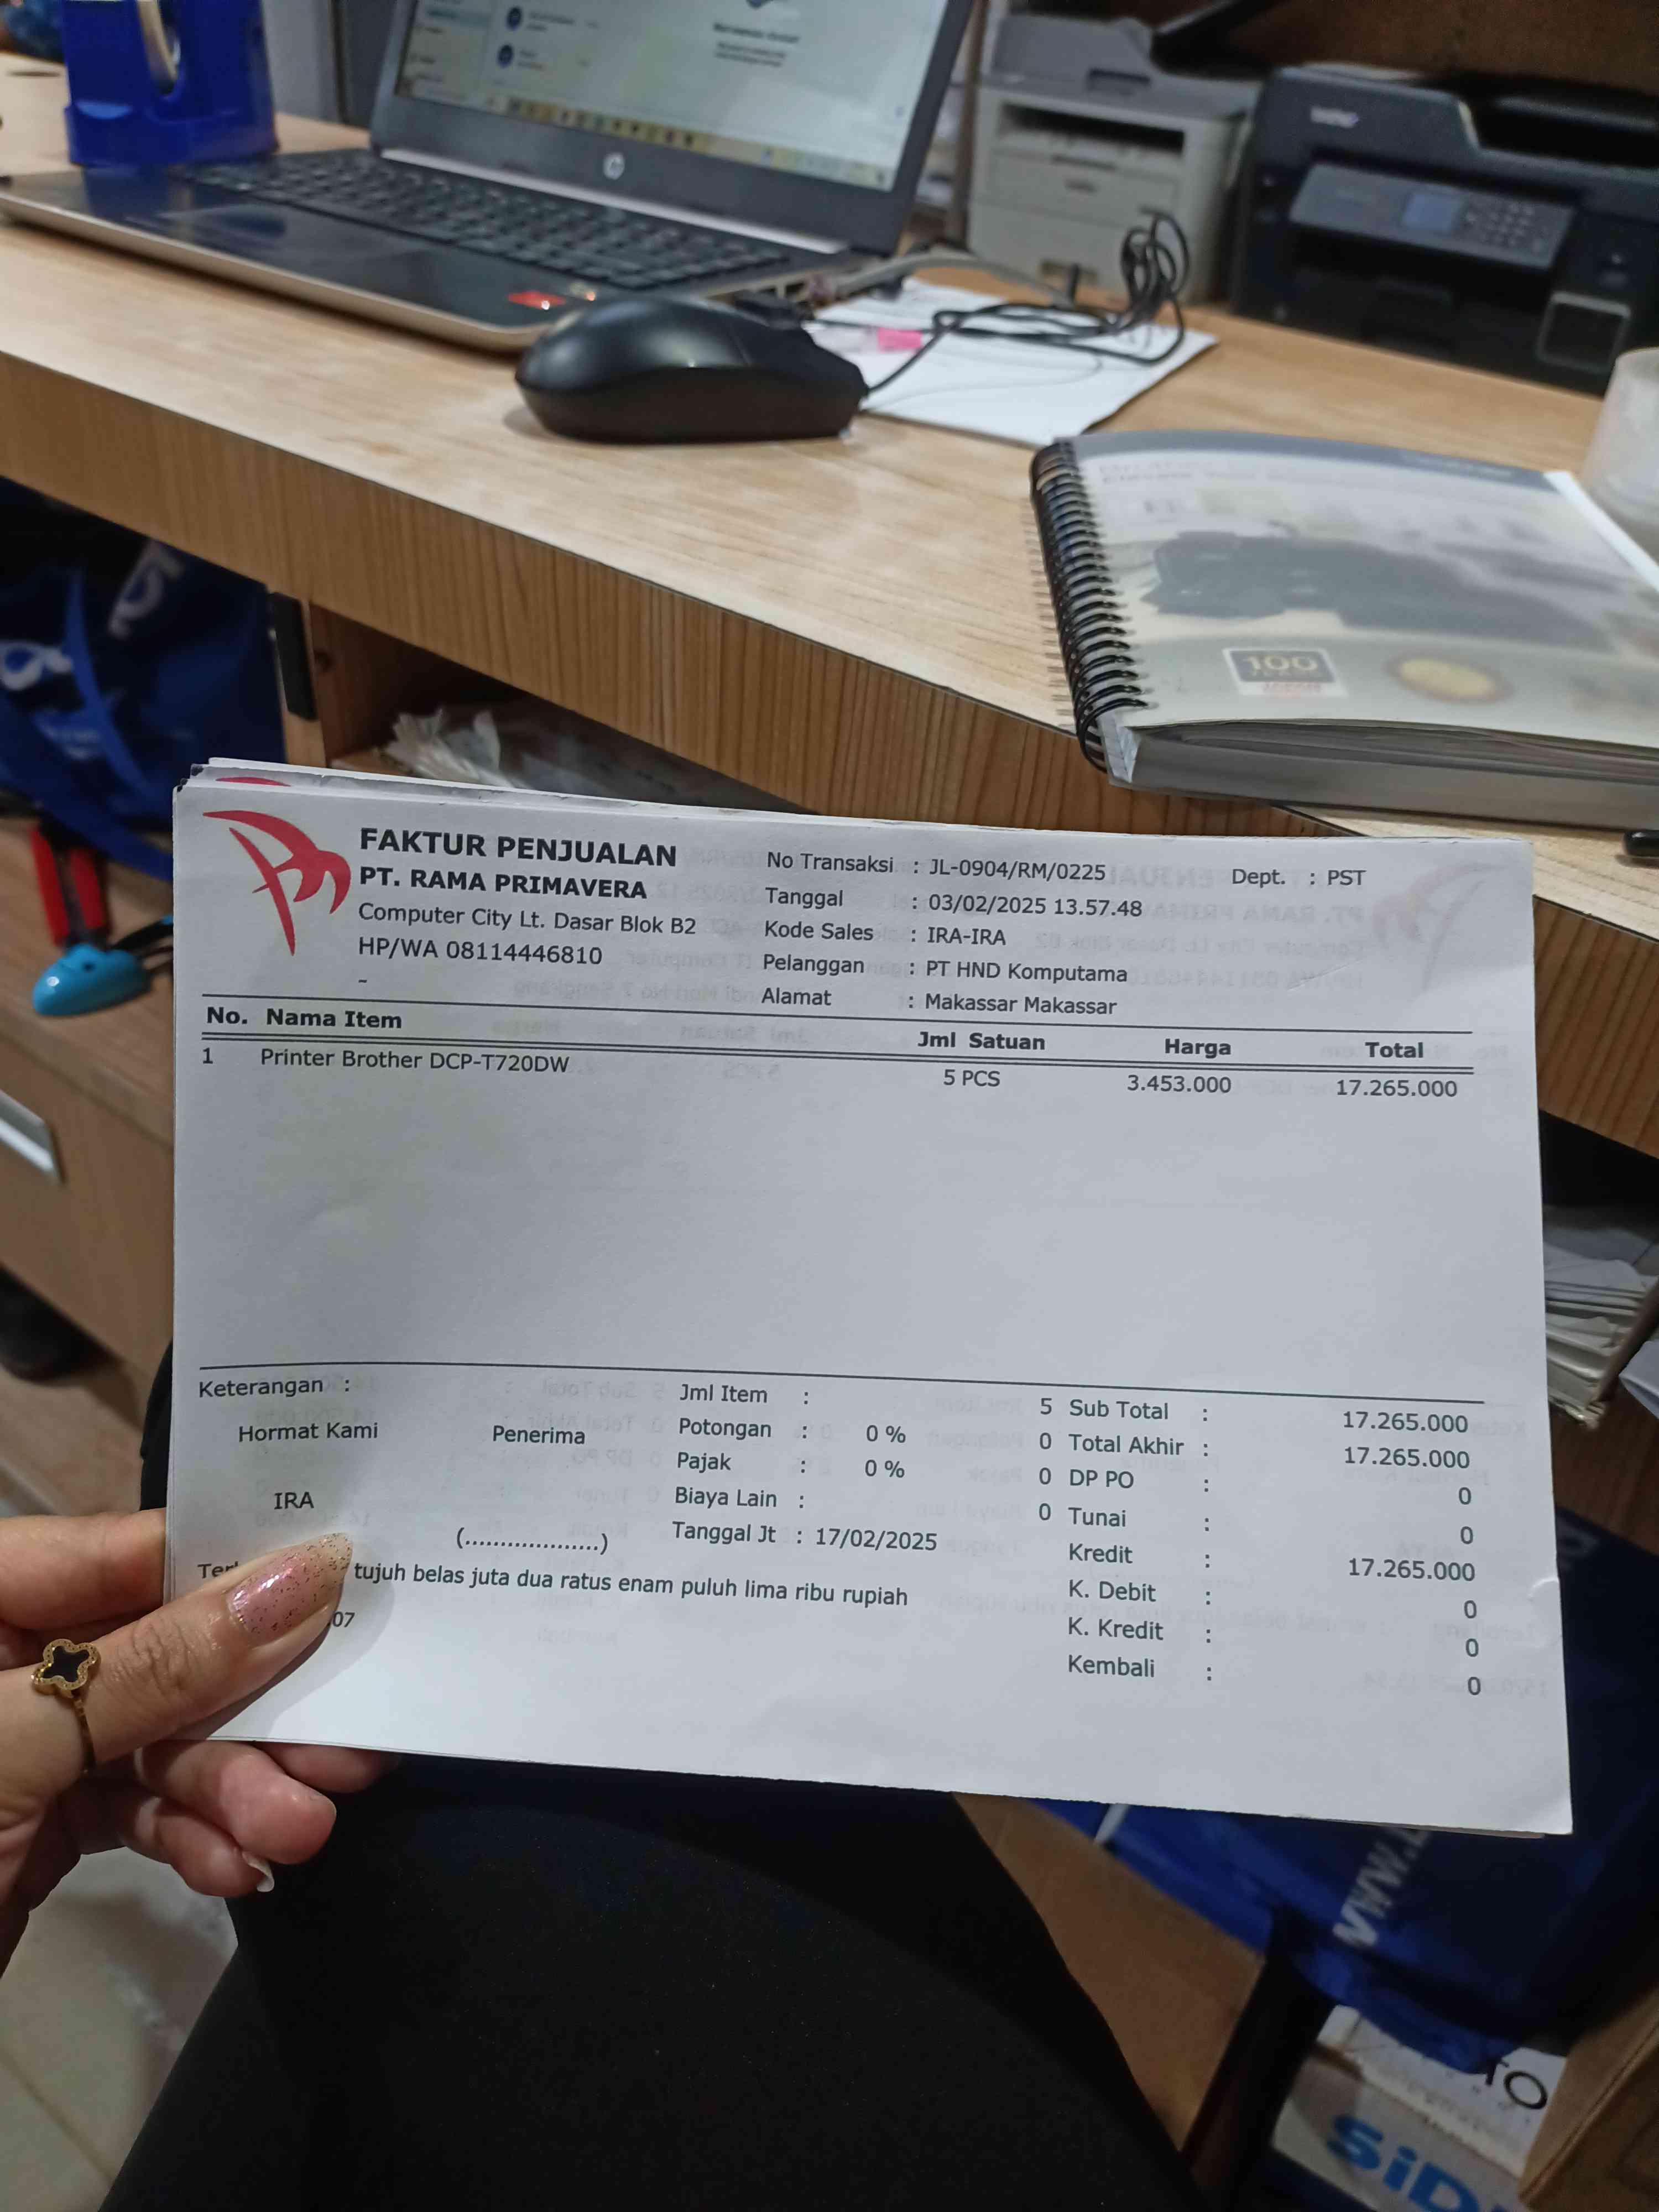 hp
brother
100
FAKTUR PENJUALAN
PT. RAMA PRIMAVERA
Computer City Lt. Dasar Blok B2
HP/WA 08114446810
-
No Transaksi : JL-0904/RM/0225 Dept. : PST
Tanggal : 03/02/2025 13.57.48
Kode Sales : IRA-IRA
Pelanggan : PT HND Komputama
Alamat : Makassar Makassar
No. Nama Item Jml Satuan Harga Total
1 Printer Brother DCP-T720DW 5 PCS 3.453.000 17.265.000
Keterangan :
Hormat Kami Penerima
IRA
(...................)
Jml Item : 5
Potongan : 0 % 0
Pajak : 0 % 0
Biaya Lain : 0
Tanggal Jt : 17/02/2025
Sub Total : 17.265.000
Total Akhir : 17.265.000
DP PO : 0
Tunai : 0
Kredit : 17.265.000
K. Debit : 0
K. Kredit : 0
Kembali : 0
tujuh belas juta dua ratus enam puluh lima ribu rupiah
07
SiD